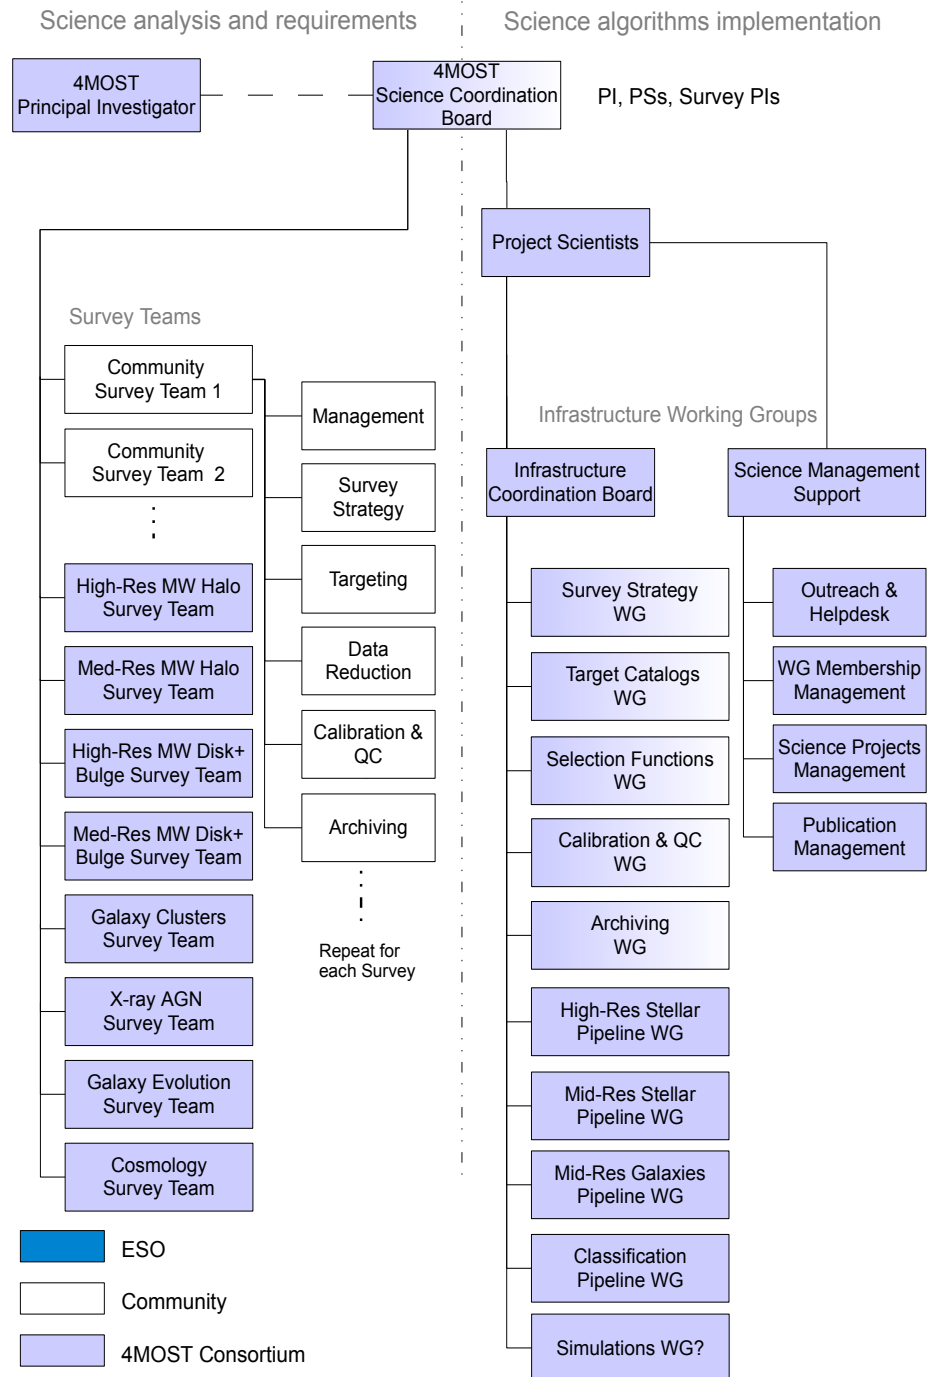 Science analysis and requirements
Science algorithms implementation
4MOST
Principal Investigator
4MOST
Science Coordination
Board
PI, PSs, Survey PIs
Project Scientists
Survey Teams
Community
Survey Team 1
Community
Survey Team 2
High-Res MW Halo
Survey Team
Med-Res MW Halo
Survey Team
High-Res MW Disk+
Bulge Survey Team
Med-Res MW Disk+
Bulge Survey Team
Galaxy Clusters
Survey Team
X-ray AGN
Survey Team
Galaxy Evolution
Survey Team
Cosmology
Survey Team
Management
Survey
Strategy
Targeting
Data
Reduction
Calibration &
QC
Archiving
Repeat for
each Survey
Infrastructure Working Groups
Infrastructure
Coordination Board
Science Management
Support
Survey Strategy
WG
Target Catalogs
WG
Selection Functions
WG
Calibration & QC
WG
Archiving
WG
High-Res Stellar
Pipeline WG
Mid-Res Stellar
Pipeline WG
Mid-Res Galaxies
Pipeline WG
Classification
Pipeline WG
Simulations WG?
Outreach &
Helpdesk
WG Membership
Management
Science Projects
Management
Publication
Management
ESO
Community
4MOST Consortium